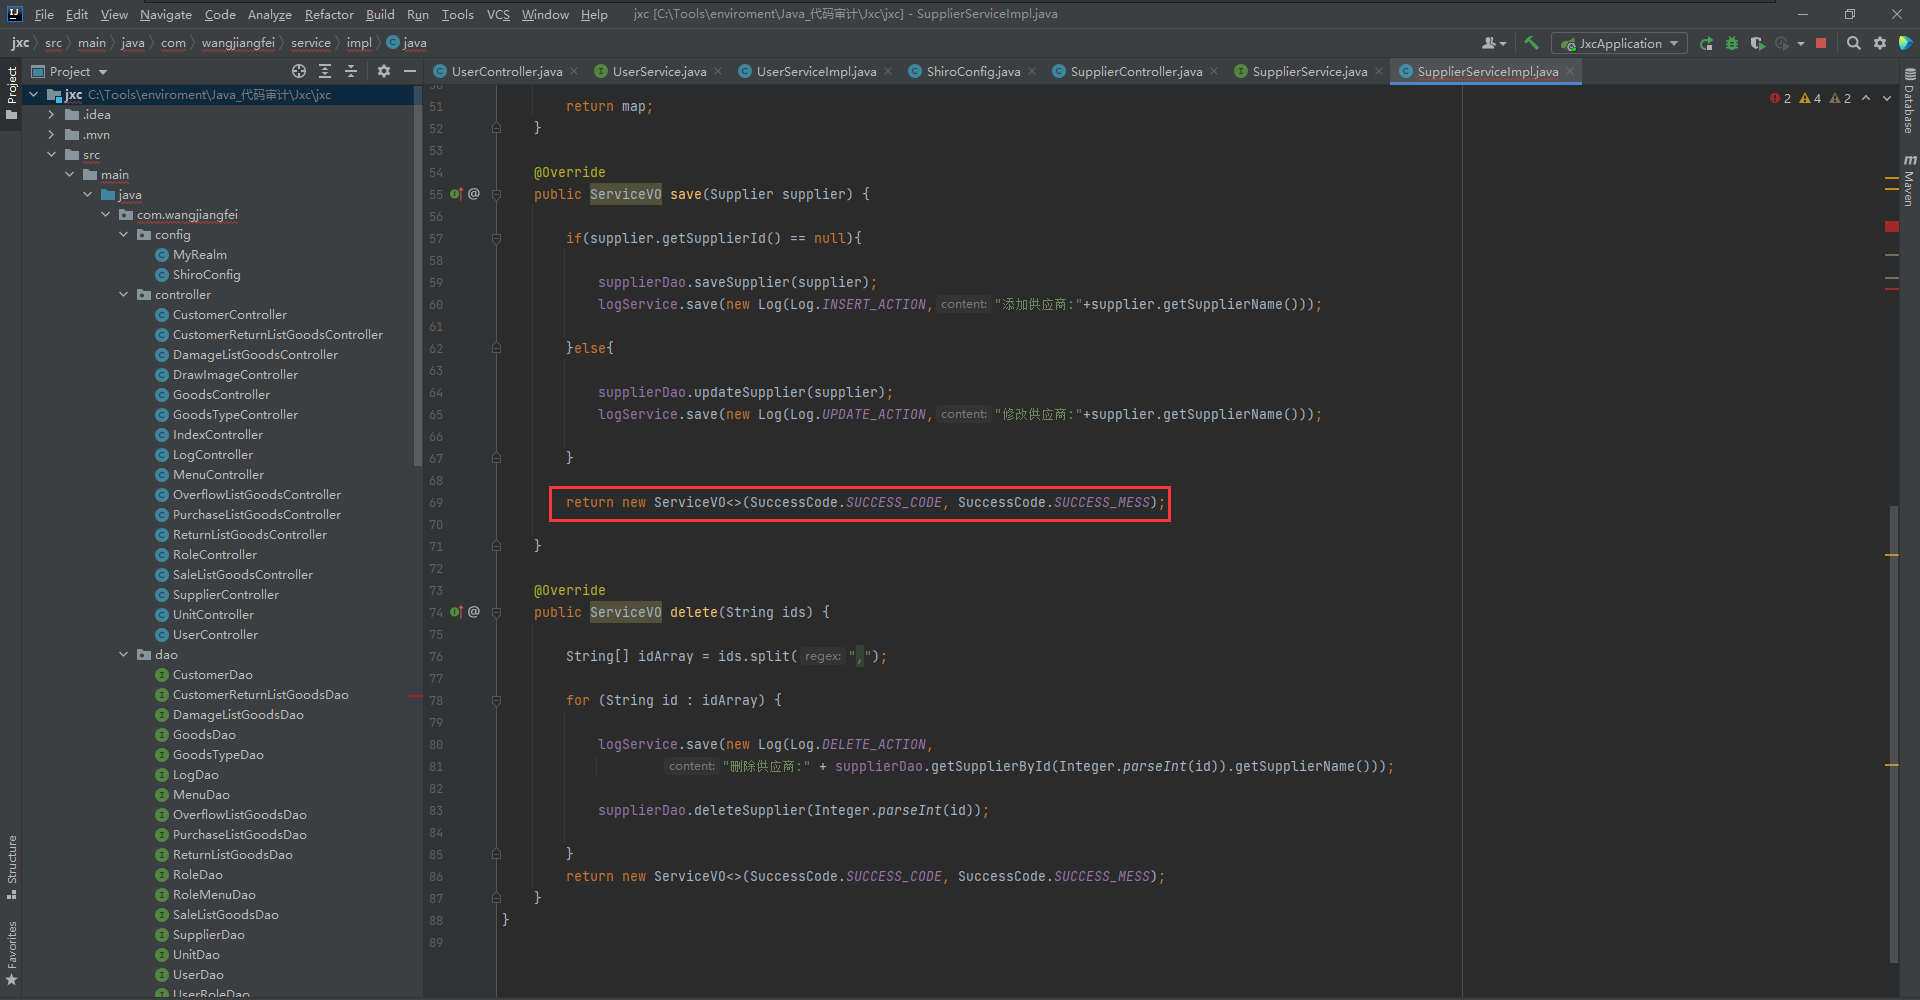 File Edit View Navigate Code Analyze Refactor Build Run Tools VCS Window Help jxc [C:\Tools\enviroment\Java_代码审计\Jxc\jxc] - SupplierServiceImpl.java
jxc src main java com wangjiangfei service impl java JxcApplication
Project
UserController.java UserService.java UserServiceImpl.java ShiroConfig.java SupplierController.java SupplierService.java SupplierServiceImpl.java
Project
jxc C:\Tools\enviroment\Java_代码审计\Jxc\jxc
.idea
.mvn
src
main
java
com.wangjiangfei
config
MyRealm
ShiroConfig
controller
CustomerController
CustomerReturnListGoodsController
DamageListGoodsController
DrawImageController
GoodsController
GoodsTypeController
IndexController
LogController
MenuController
OverflowListGoodsController
PurchaseListGoodsController
ReturnListGoodsController
RoleController
SaleListGoodsController
SupplierController
UnitController
UserController
dao
CustomerDao
CustomerReturnListGoodsDao
DamageListGoodsDao
GoodsDao
GoodsTypeDao
LogDao
MenuDao
OverflowListGoodsDao
PurchaseListGoodsDao
ReturnListGoodsDao
RoleDao
RoleMenuDao
SaleListGoodsDao
SupplierDao
UnitDao
UserDao
UserRoleDao
Structure
Favorites
2 4 2
51 return map;
52 }
53
54 @Override
55 @ public ServiceVO save(Supplier supplier) {
56
57 if(supplier.getSupplierId() == null){
58
59 supplierDao.saveSupplier(supplier);
60 logService.save(new Log(Log.INSERT_ACTION, content: "添加供应商:"+supplier.getSupplierName()));
61
62 }else{
63
64 supplierDao.updateSupplier(supplier);
65 logService.save(new Log(Log.UPDATE_ACTION, content: "修改供应商:"+supplier.getSupplierName()));
66
67 }
68
69 return new ServiceVO<>(SuccessCode.SUCCESS_CODE, SuccessCode.SUCCESS_MESS);
70
71 }
72
73 @Override
74 @ public ServiceVO delete(String ids) {
75
76 String[] idArray = ids.split( regex: ",");
77
78 for (String id : idArray) {
79
80 logService.save(new Log(Log.DELETE_ACTION,
81 content: "删除供应商:" + supplierDao.getSupplierById(Integer.parseInt(id)).getSupplierName()));
82
83 supplierDao.deleteSupplier(Integer.parseInt(id));
84
85 }
86 return new ServiceVO<>(SuccessCode.SUCCESS_CODE, SuccessCode.SUCCESS_MESS);
87 }
88 }
89
Database
Maven